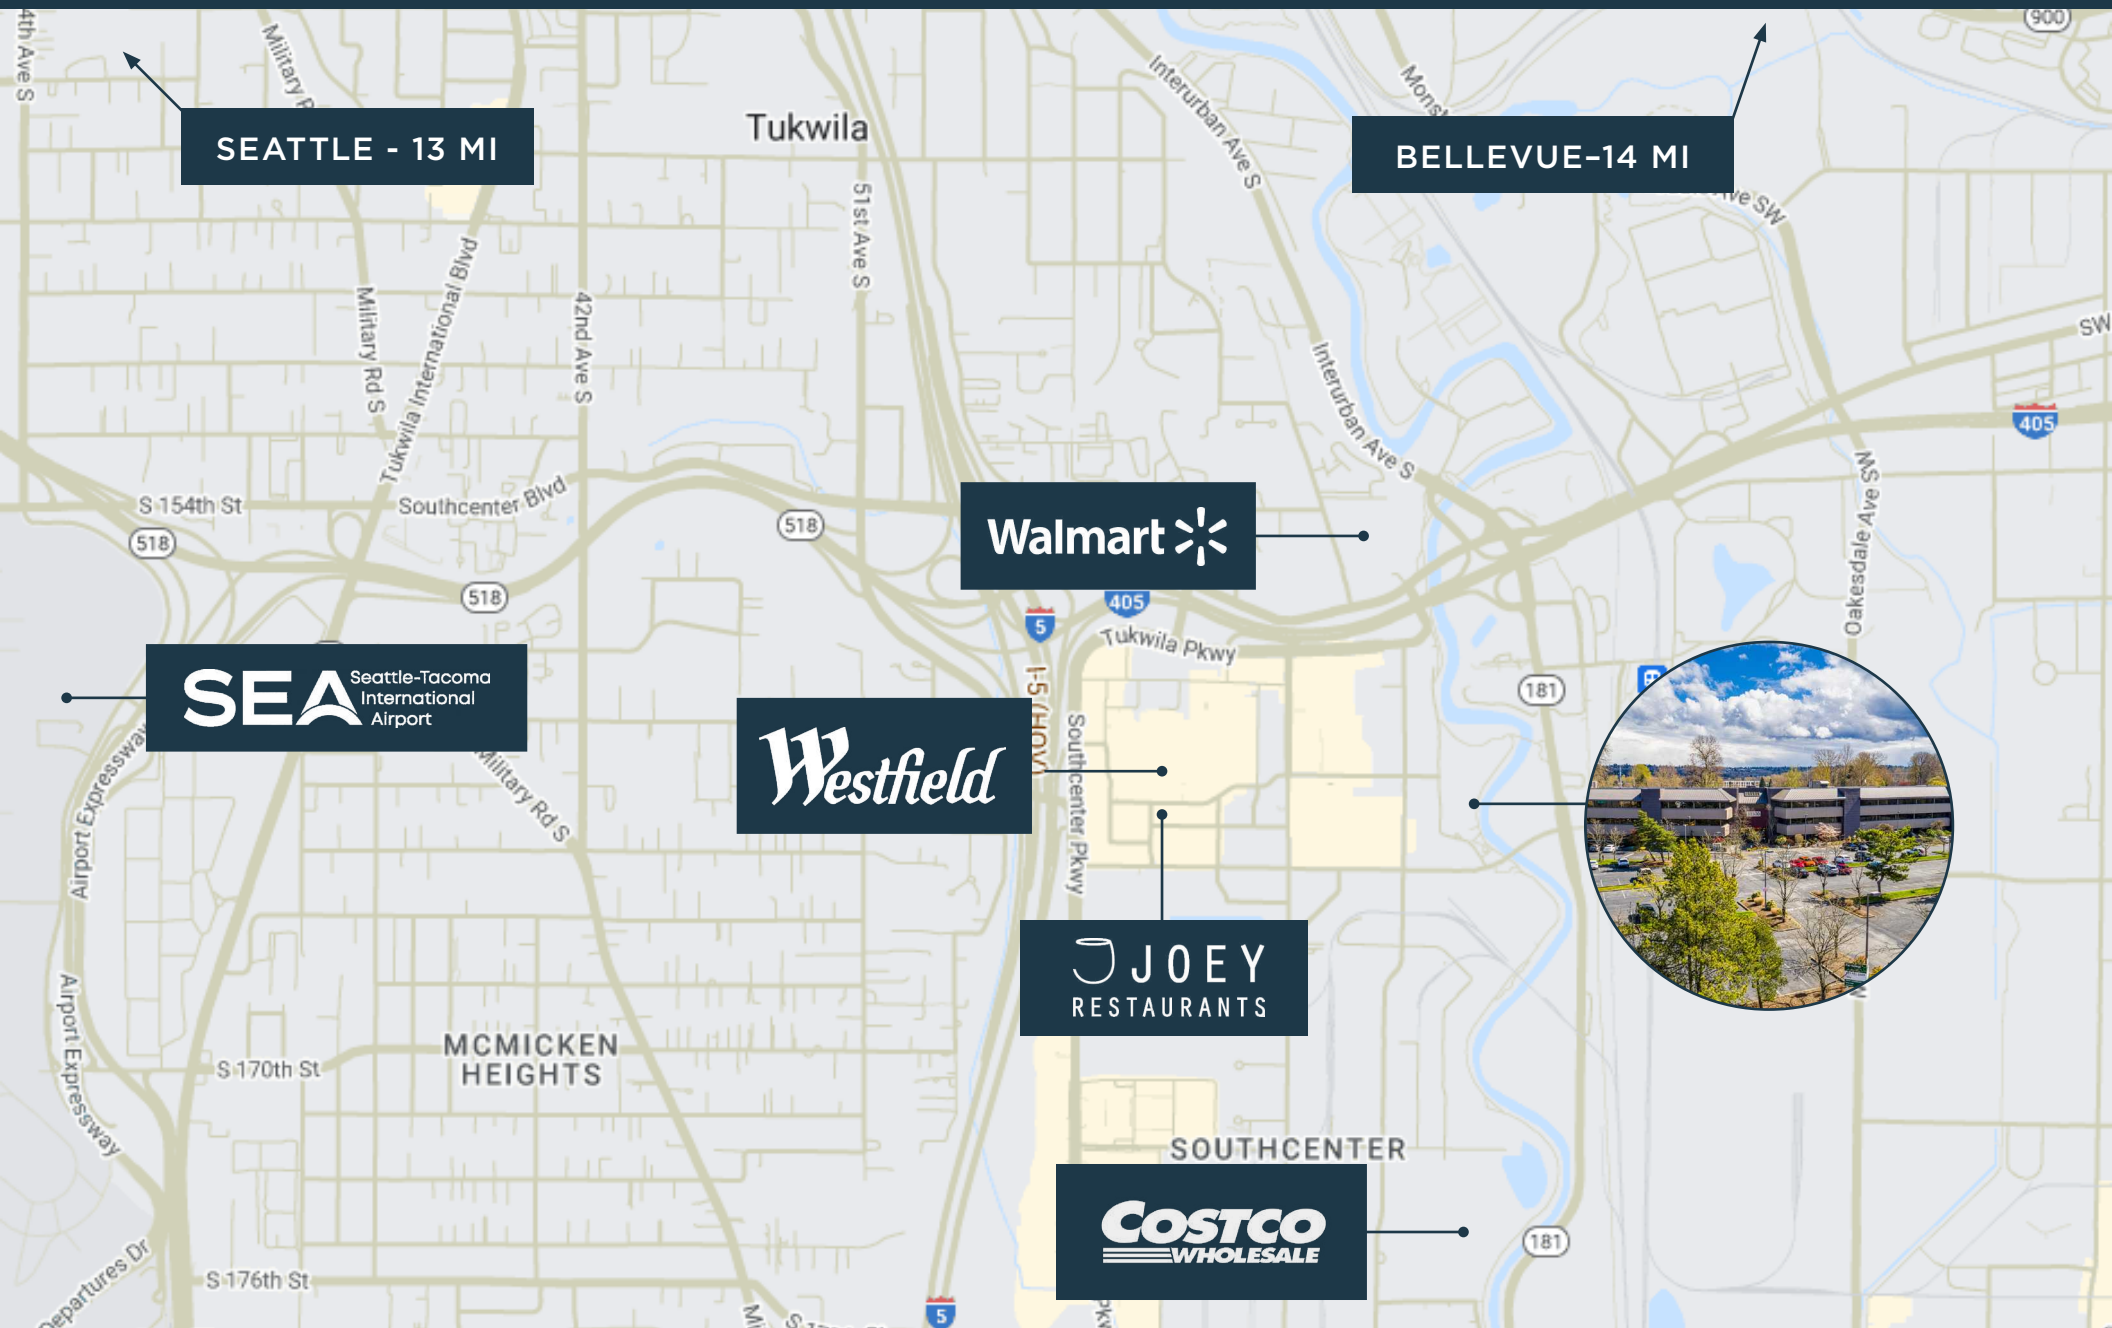 4th Ave S
Military R
900
SEATTLE - 13 MI
Tukwila
Interurban Ave S
BELLEVUE–14 MI
Ave SW
51st Ave S
Military Rd S
Tukwila International Blvd
42nd Ave S
SW
Interurban Ave S
405
S 154th St
Southcenter Blvd
518
518
518
Walmart
Oakesdale Ave SW
405
5
Tukwila Pkwy
SEA
Seattle-Tacoma
International
Airport
I-5 (HOV)
181
Westfield
Southcenter Pkwy
Military Rd S
Airport Expressway
JOEY
RESTAURANTS
Airport Expressway
MCMICKEN
HEIGHTS
S 170th St
SOUTHCENTER
COSTCO
WHOLESALE
181
Departures Dr
S 176th St
5